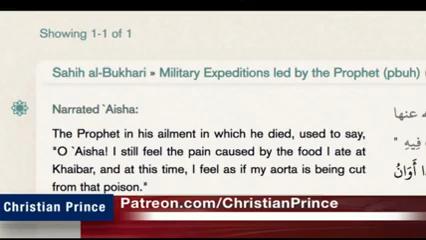 Showing 1-1 of 1
Sahih al-Bukhari » Military Expeditions led by the Prophet (pbuh) (
Narrated `Aisha:
The Prophet in his ailment in which he died, used to say,
"O `Aisha! I still feel the pain caused by the food I ate at
Khaibar, and at this time, I feel as if my aorta is being cut
from that poison."
عنها
فِيهِ "
أَوَانُ
Christian Prince
Patreon.com/ChristianPrince